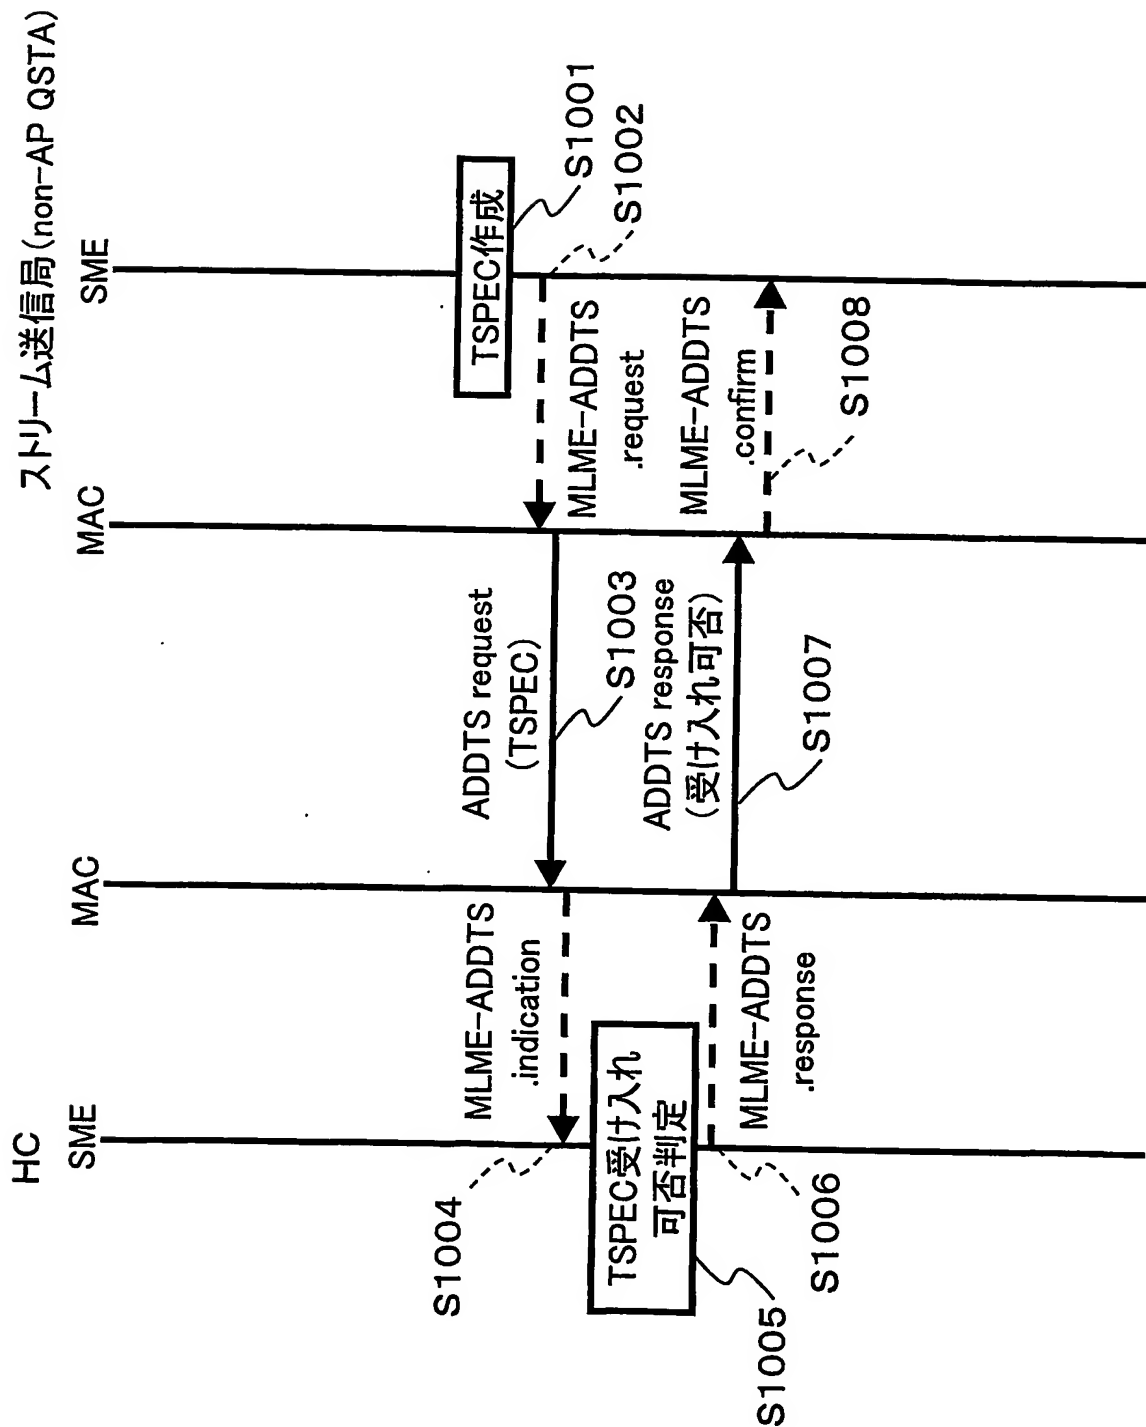 HC
ストリーム送信局(non-AP QSTA)
SME
MAC
MAC
SME
TSPEC作成
S1001
S1002
MLME-ADDTS
.request
ADDTS request
(TSPEC)
S1003
MLME-ADDTS
.indication
S1004
TSPEC受け入れ
可否判定
S1005
S1006
MLME-ADDTS
.response
ADDTS response
(受け入れ可否)
S1007
MLME-ADDTS
.confirm
S1008